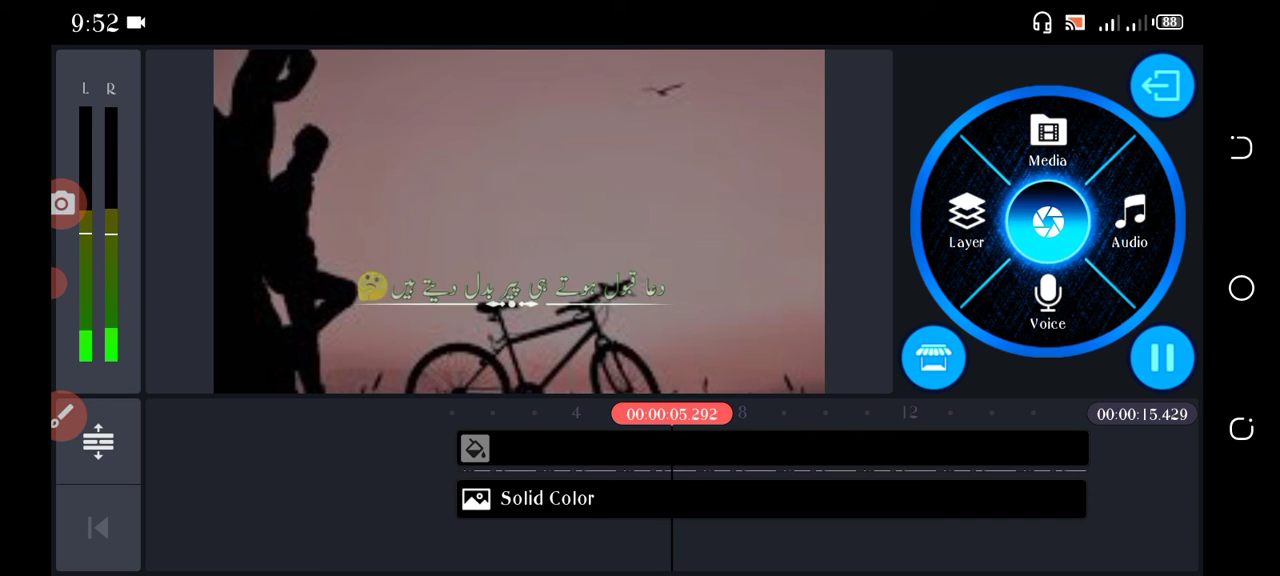 9:52
88
L R
Media
Layer
Audio
Voice
دعا قبول ہوتے ہی پیر بدل دیتے ہیں🤔
4
00:00:05.292
8
12
00:00:15.429
Solid Color